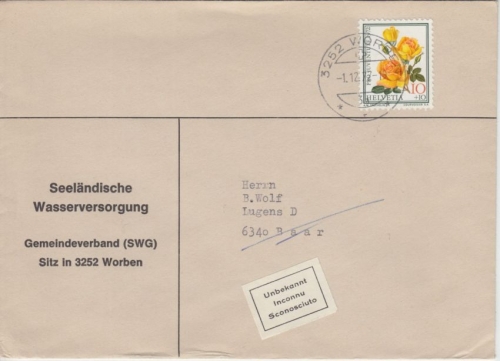 3252 WOR
-1.12.72-
HELVETIA
10
+10
Seeländische
Wasserversorgung
Gemeindeverband (SWG)
Sitz in 3252 Worben
Herrn
B.Wolf
Lugens D
6340 Baar
Unbekannt
Inconnu
Sconosciuto